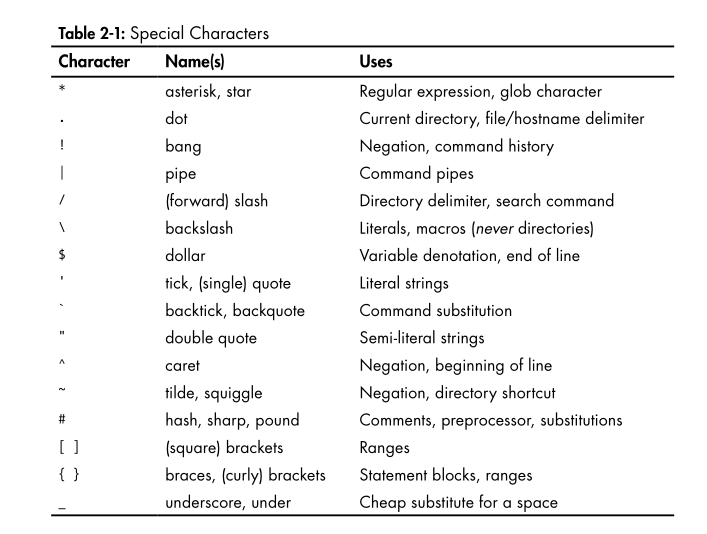 Table 2-1: Special Characters
Character Name(s) Uses
* asterisk, star Regular expression, glob character
. dot Current directory, file/hostname delimiter
! bang Negation, command history
| pipe Command pipes
/ (forward) slash Directory delimiter, search command
\ backslash Literals, macros (never directories)
$ dollar Variable denotation, end of line
' tick, (single) quote Literal strings
` backtick, backquote Command substitution
" double quote Semi-literal strings
^ caret Negation, beginning of line
~ tilde, squiggle Negation, directory shortcut
# hash, sharp, pound Comments, preprocessor, substitutions
[ ] (square) brackets Ranges
{ } braces, (curly) brackets Statement blocks, ranges
_ underscore, under Cheap substitute for a space